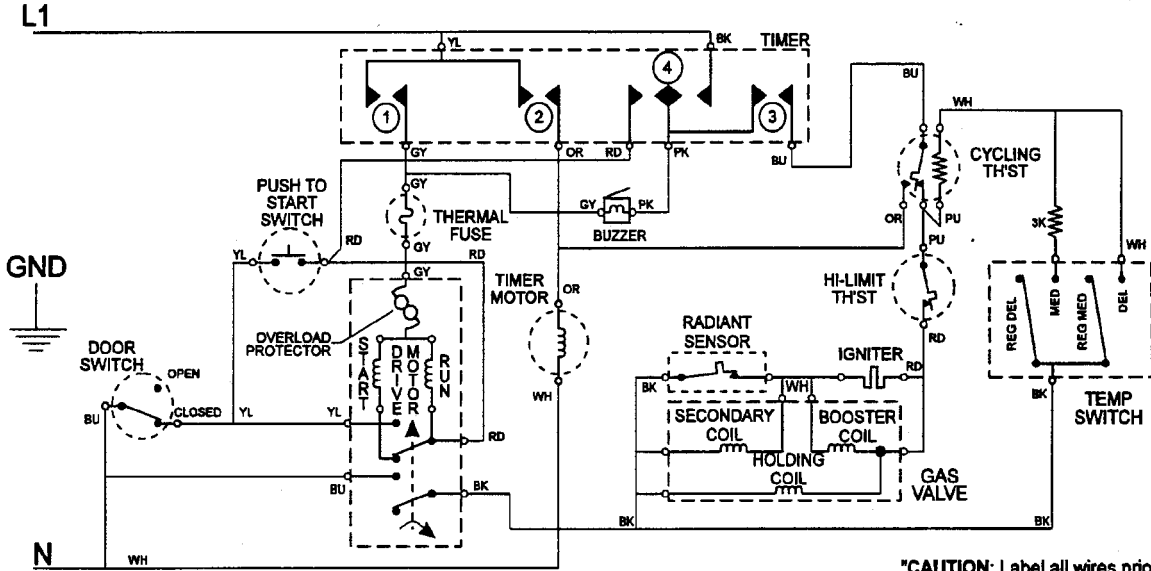 L1
YL
BK
TIMER
4
BU
WH
1
2
3
CYCLING
TH'ST
GY
OR
RD
PK
BU
PUSH TO
START
SWITCH
GY
THERMAL
FUSE
GY
PK
BUZZER
OR
PU
3K
YL
RD
GY
RD
PU
WH
GND
GY
TIMER
MOTOR
OR
HI-LIMIT
TH'ST
OVERLOAD
PROTECTOR
RADIANT
SENSOR
IGNITER
RD
RD
REG DEL
MED
REG MED
DEL
DOOR
SWITCH
OPEN
START
DRIVE
MOTOR
RUN
BK
WH
BK
TEMP
SWITCH
BU
CLOSED
YL
YL
WH
SECONDARY
COIL
BOOSTER
COIL
RD
HOLDING
COIL
GAS
VALVE
BU
BK
BK
BK
N
WH
"CAUTION: Label all wires prio